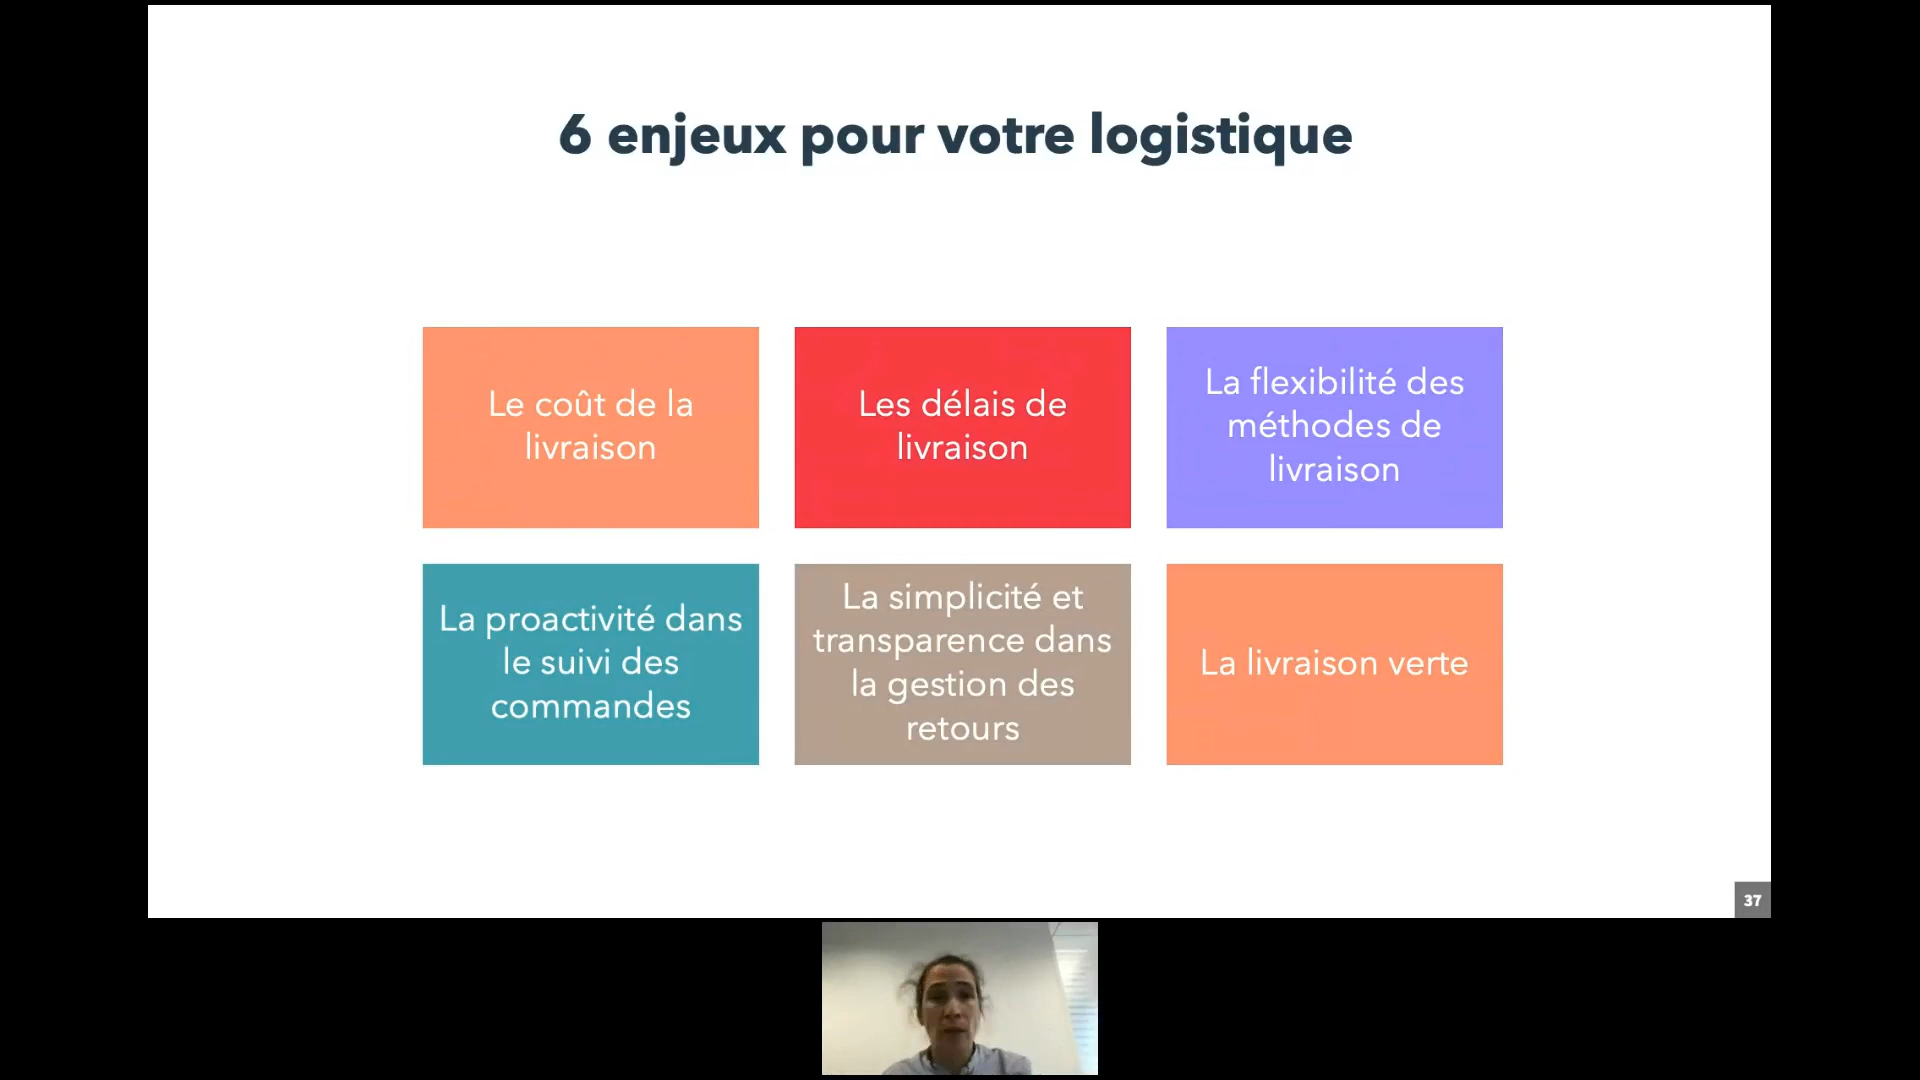 6 enjeux pour votre logistique
Le coût de la
livraison
Les délais de
livraison
La flexibilité des
méthodes de
livraison
La proactivité dans
le suivi des
commandes
La simplicité et
transparence dans
la gestion des
retours
La livraison verte
37